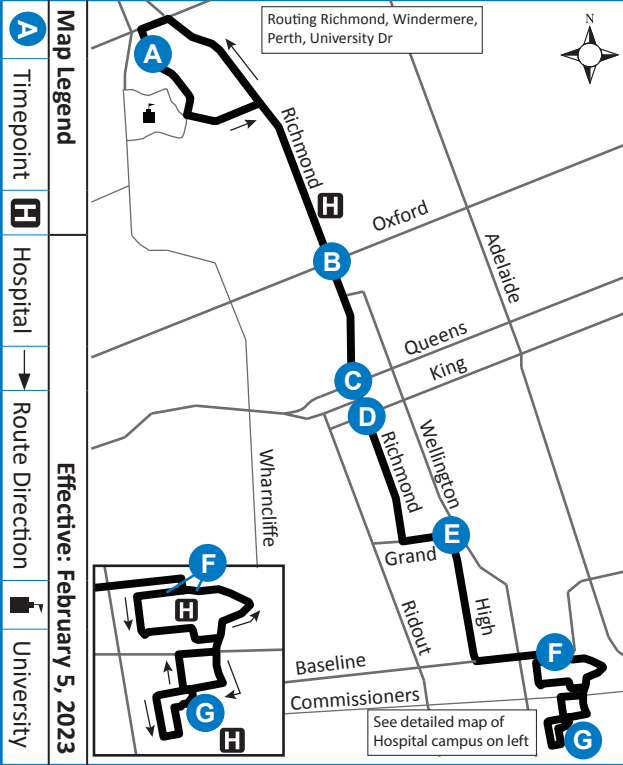 Routing Richmond, Windermere,
Perth, University Dr
N
A
Richmond
H
Oxford
B
Adelaide
Queens
C
King
D
Wellington
Richmond
E
Grand
Wharncliffe
Ridout
High
F
Baseline
Commissioners
G
See detailed map of
Hospital campus on left
F
H
G
H
Map Legend
Effective: February 5, 2023
A Timepoint H Hospital Route Direction University